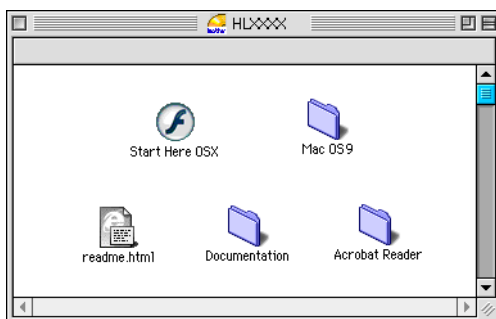 HLXXXX
Start Here OSX
Mac OS9
readme.html
Documentation
Acrobat Reader